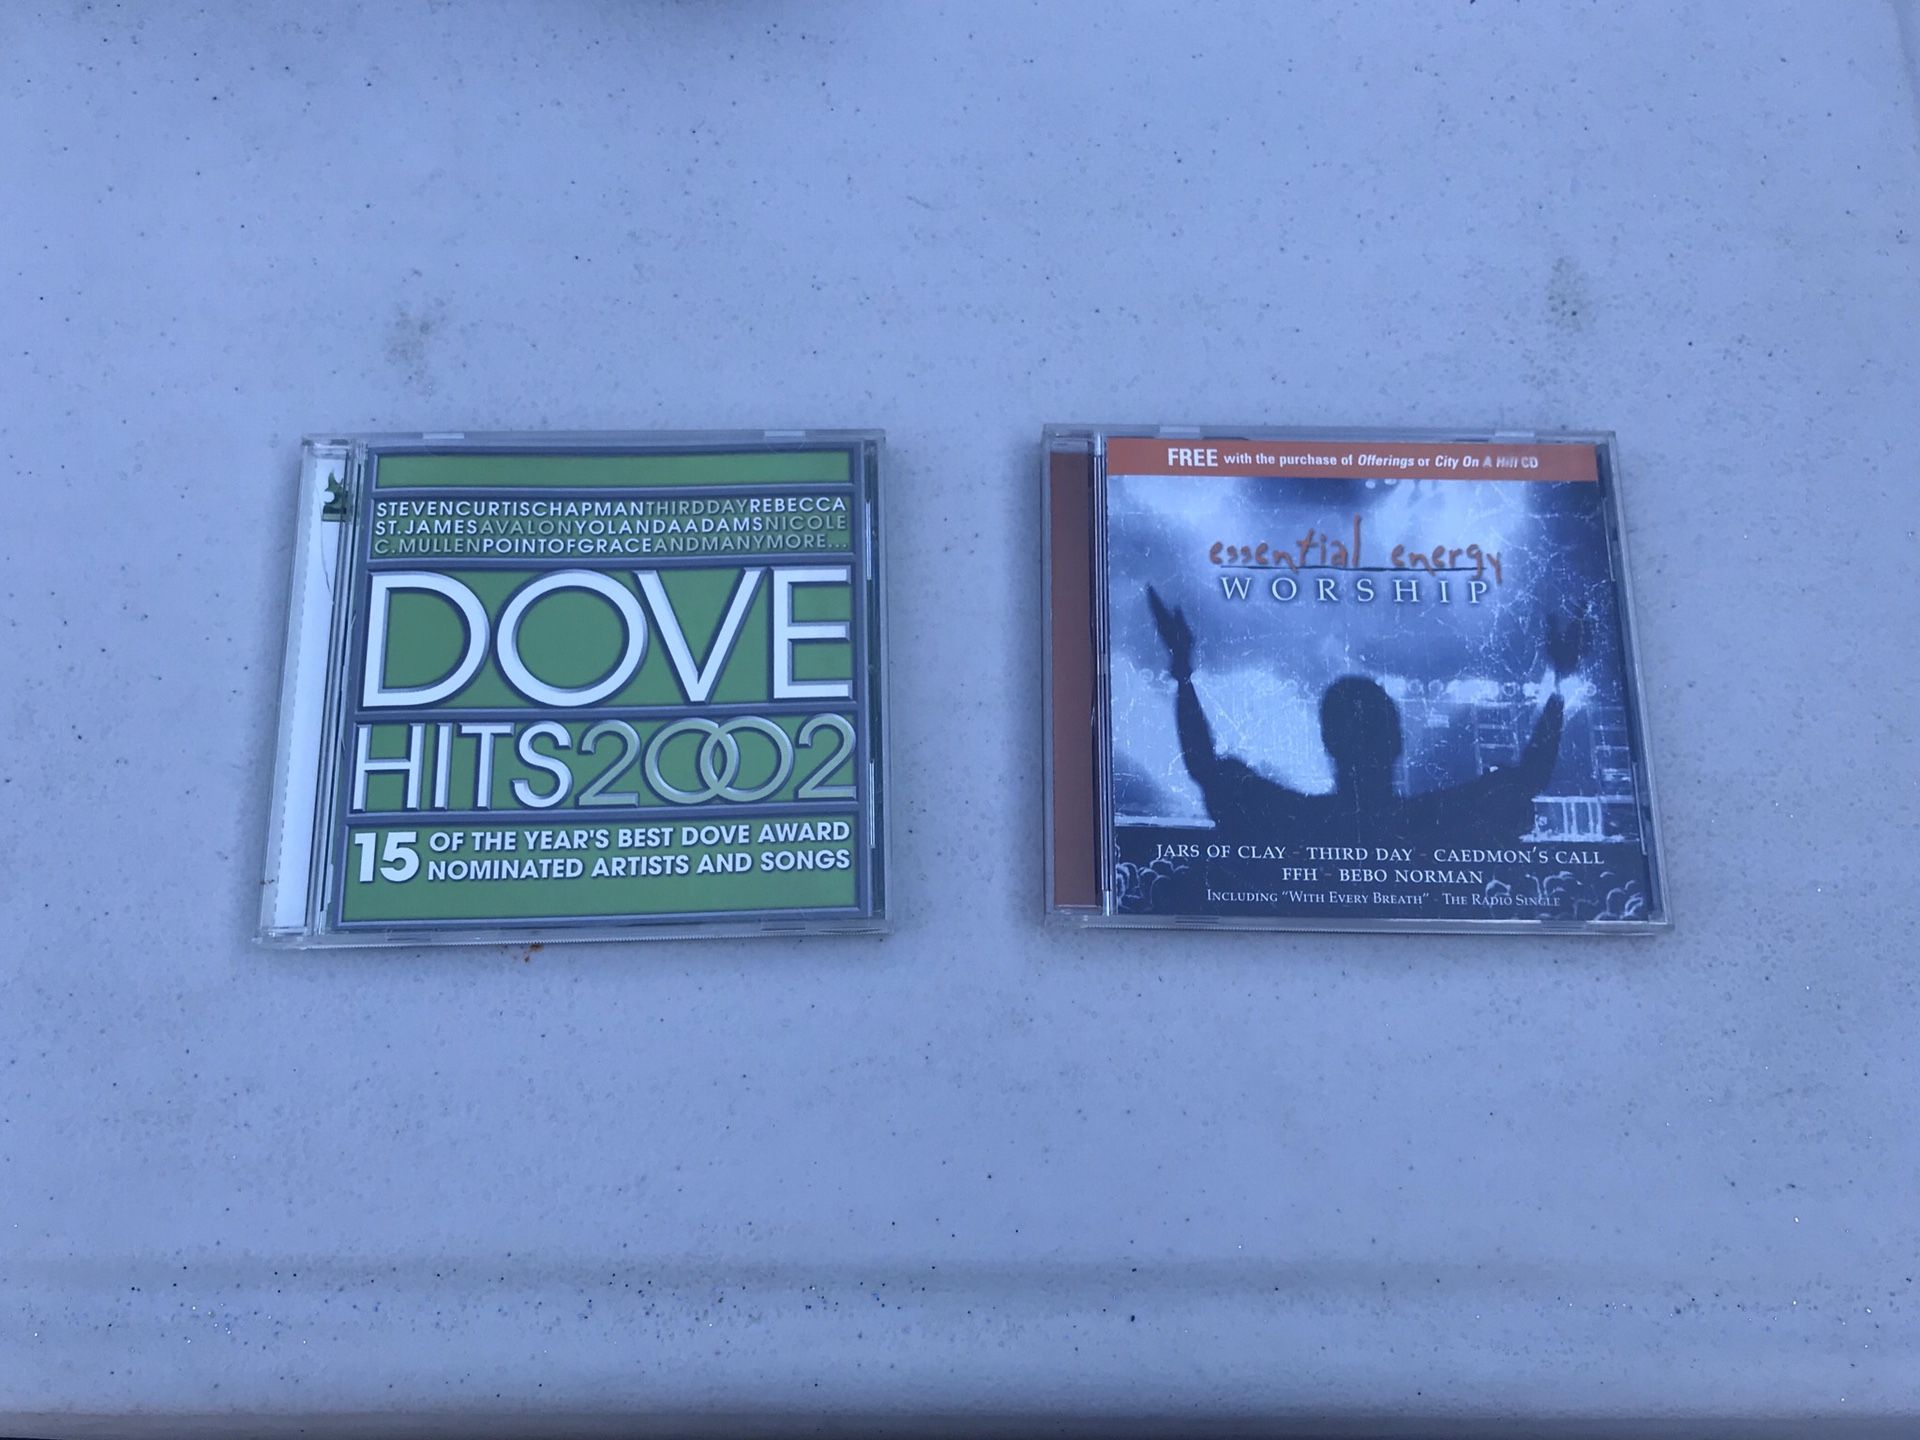 STEVENCURTISCHAPMANTHIRDDAYREBECCA
ST.JAMESAVALONYOLANDAADAMSNICOLE
C.MULLENPOINTOFGRACEANDMANYMORE...
DOVE
HITS2002
15 OF THE YEAR'S BEST DOVE AWARD
NOMINATED ARTISTS AND SONGS
FREE with the purchase of Offerings or City On A Hill CD
essential energy
WORSHIP
JARS OF CLAY - THIRD DAY - CAEDMON'S CALL
FFH - BEBO NORMAN
INCLUDING "WITH EVERY BREATH" - THE RADIO SINGLE